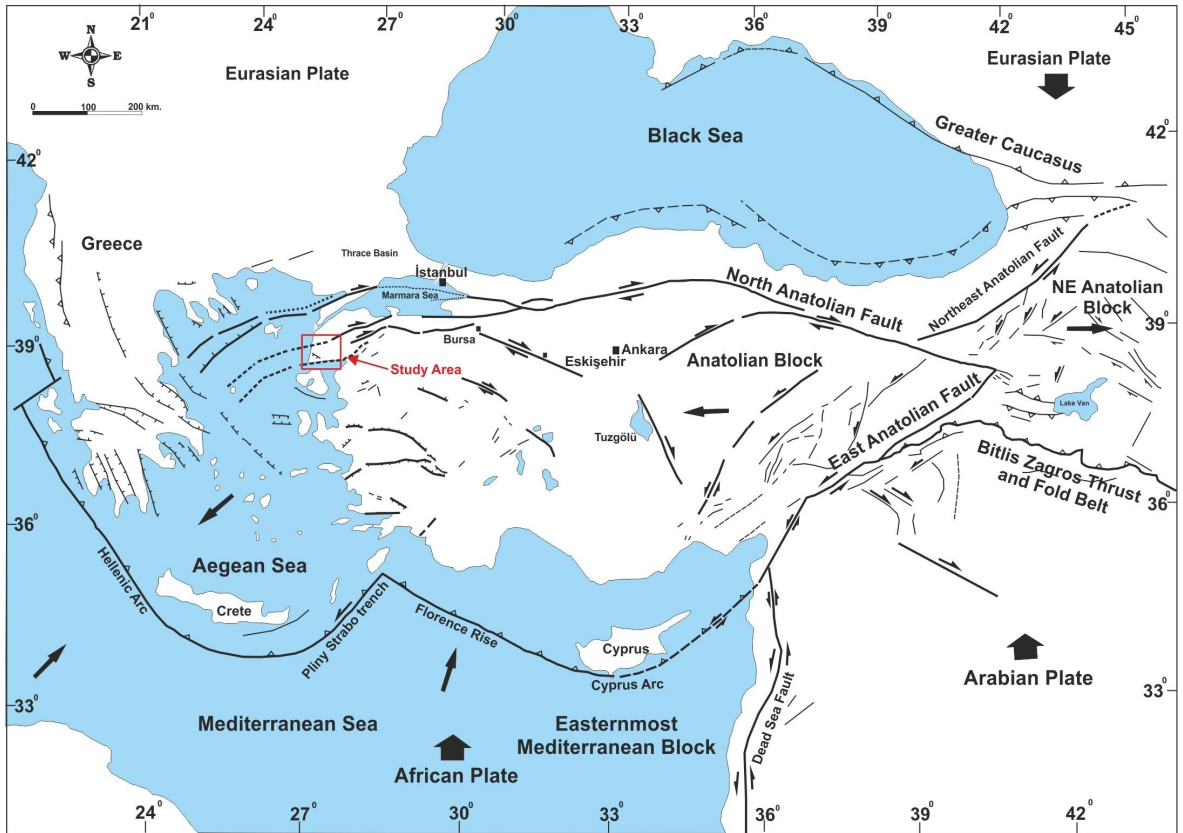 21⁰
24⁰
27⁰
30⁰
33⁰
36⁰
39⁰
42⁰
45⁰
N
W
E
S
0
100
200 km.
Eurasian Plate
Eurasian Plate
Black Sea
Greater Caucasus
42⁰
42⁰
Greece
Thrace Basin
İstanbul
Marmara Sea
North Anatolian Fault
Northeast Anatolian Fault
NE Anatolian
Block
39⁰
39⁰
Bursa
Study Area
Eskişehir
Ankara
Anatolian Block
Lake Van
Tuzgölü
East Anatolian Fault
Bitlis Zagros Thrust
and Fold Belt
36⁰
36⁰
Aegean Sea
Hellenic Arc
Crete
Pliny Strabo trench
Florence Rise
Cyprus
Cyprus Arc
Dead Sea Fault
Arabian Plate
33⁰
33⁰
Mediterranean Sea
Easternmost
Mediterranean Block
African Plate
24⁰
27⁰
30⁰
33⁰
36⁰
39⁰
42⁰